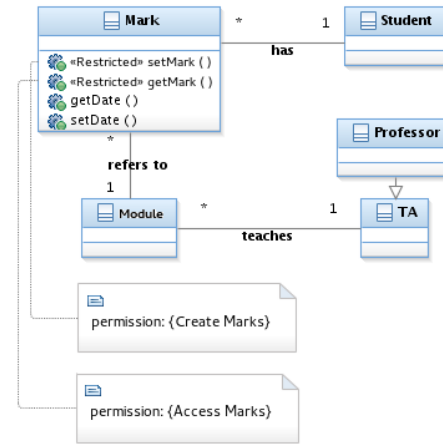 Mark
«Restricted» setMark ( )
«Restricted» getMark ( )
getDate ( )
setDate ( )
* 1
has
Student
Professor
*
refers to
1
Module
* 1
teaches
TA
permission: {Create Marks}
permission: {Access Marks}